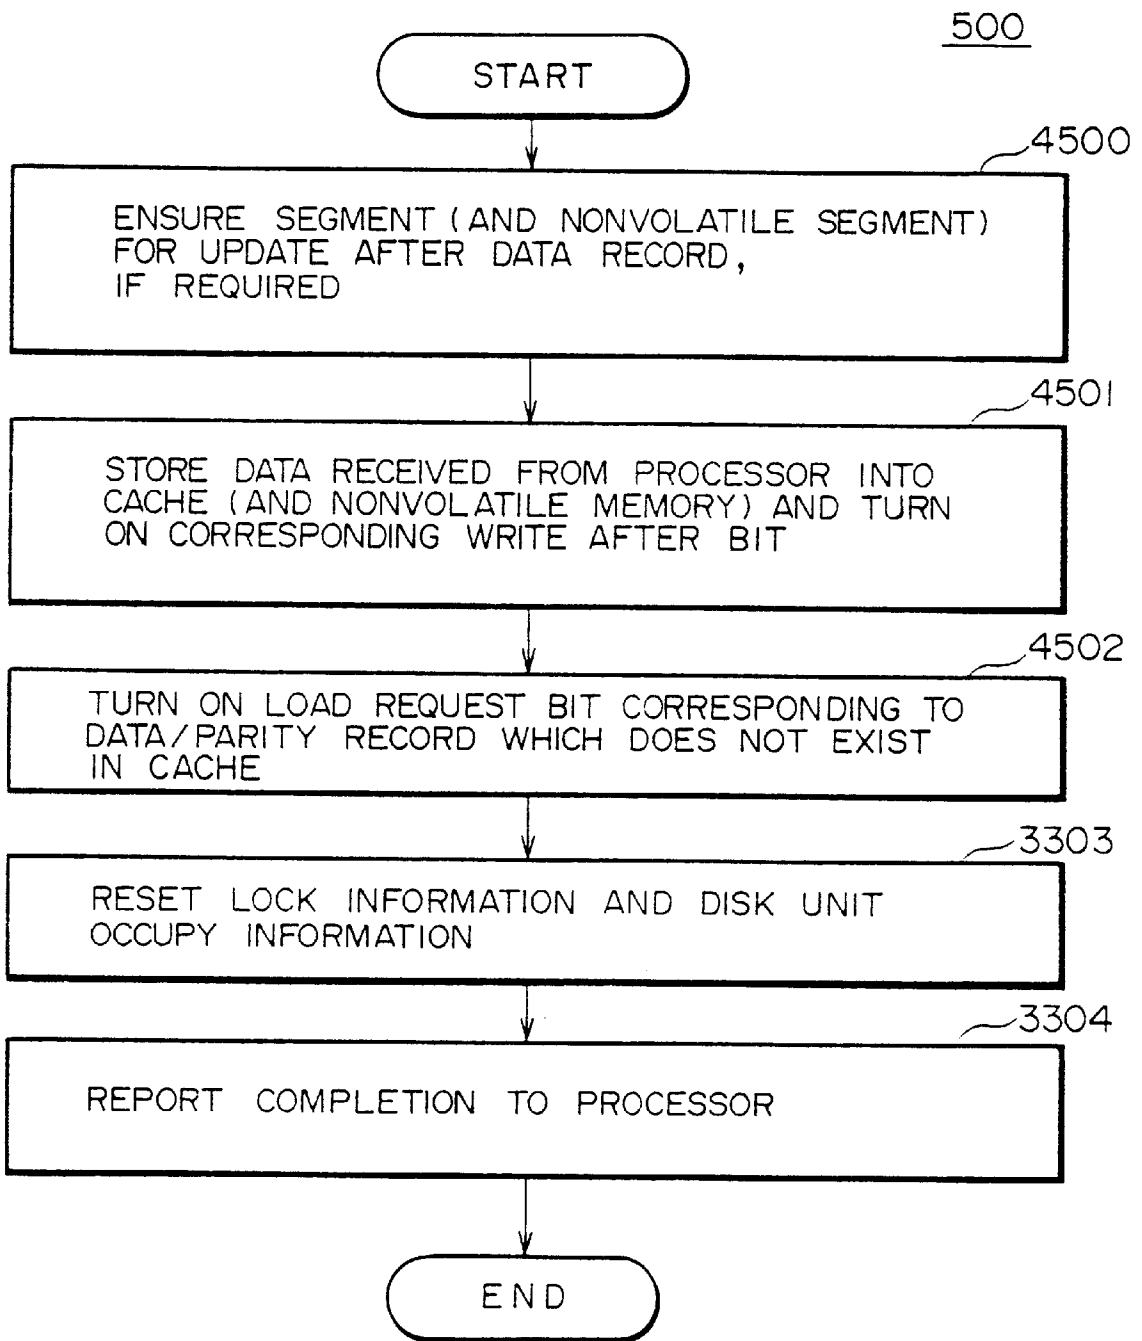 500
START
4500
ENSURE SEGMENT (AND NONVOLATILE SEGMENT)
FOR UPDATE AFTER DATA RECORD,
IF REQUIRED
4501
STORE DATA RECEIVED FROM PROCESSOR INTO
CACHE (AND NONVOLATILE MEMORY) AND TURN
ON CORRESPONDING WRITE AFTER BIT
4502
TURN ON LOAD REQUEST BIT CORRESPONDING TO
DATA/PARITY RECORD WHICH DOES NOT EXIST
IN CACHE
3303
RESET LOCK INFORMATION AND DISK UNIT
OCCUPY INFORMATION
3304
REPORT COMPLETION TO PROCESSOR
END